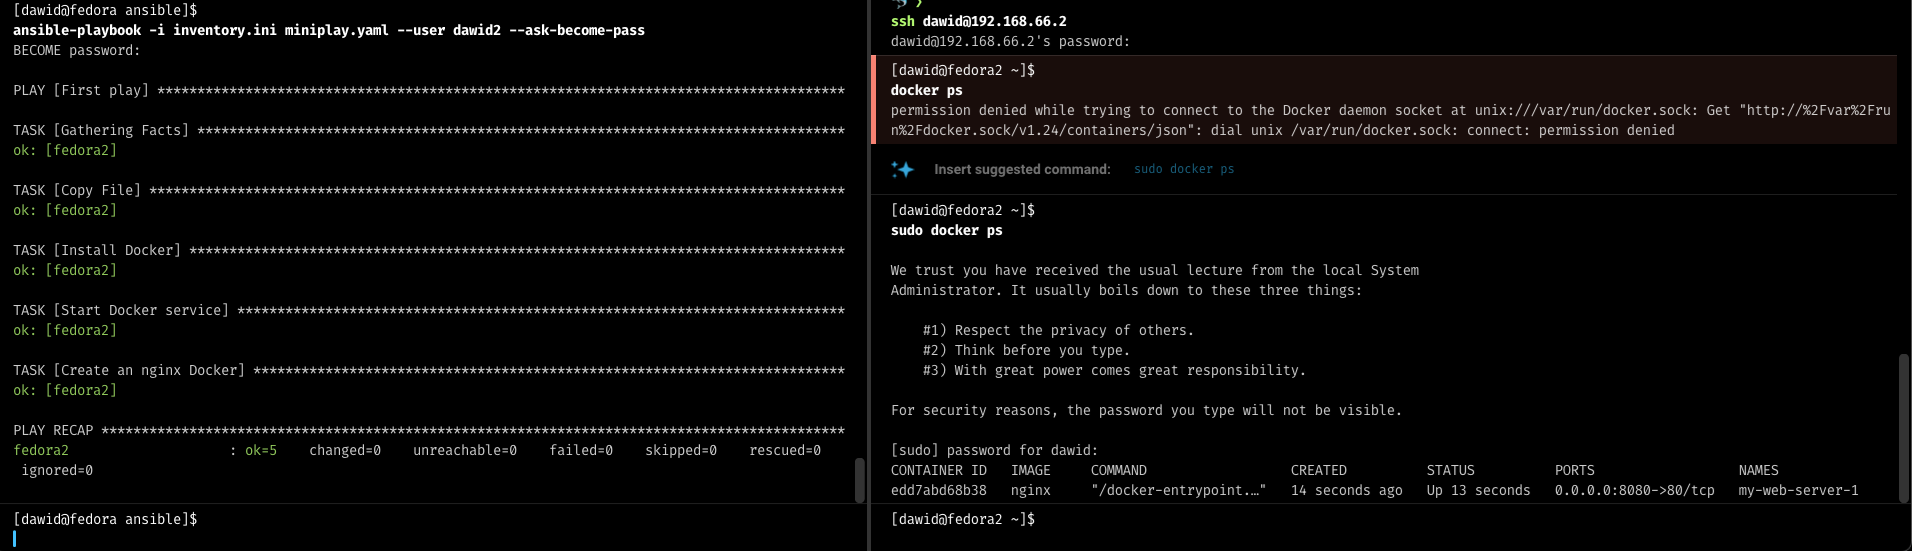 [dawid@fedora ansible]$
ansible-playbook -i inventory.ini miniplay.yaml --user dawid2 --ask-become-pass
BECOME password:
PLAY [First play] **************************************************************************************
TASK [Gathering Facts] *********************************************************************************
ok: [fedora2]
TASK [Copy File] ***************************************************************************************
ok: [fedora2]
TASK [Install Docker] **********************************************************************************
ok: [fedora2]
TASK [Start Docker service] ****************************************************************************
ok: [fedora2]
TASK [Create an nginx Docker] **************************************************************************
ok: [fedora2]
PLAY RECAP *********************************************************************************************
fedora2                    : ok=5    changed=0    unreachable=0    failed=0    skipped=0    rescued=0
 ignored=0
[dawid@fedora ansible]$
ssh dawid@192.168.66.2
dawid@192.168.66.2's password:
[dawid@fedora2 ~]$
docker ps
permission denied while trying to connect to the Docker daemon socket at unix:///var/run/docker.sock: Get "http://%2Fvar%2Fru
n%2Fdocker.sock/v1.24/containers/json": dial unix /var/run/docker.sock: connect: permission denied
Insert suggested command: sudo docker ps
[dawid@fedora2 ~]$
sudo docker ps
We trust you have received the usual lecture from the local System
Administrator. It usually boils down to these three things:
    #1) Respect the privacy of others.
    #2) Think before you type.
    #3) With great power comes great responsibility.
For security reasons, the password you type will not be visible.
[sudo] password for dawid:
CONTAINER ID   IMAGE     COMMAND                  CREATED          STATUS          PORTS                  NAMES
edd7abd68b38   nginx     "/docker-entrypoint.…"   14 seconds ago   Up 13 seconds   0.0.0.0:8080->80/tcp   my-web-server-1
[dawid@fedora2 ~]$